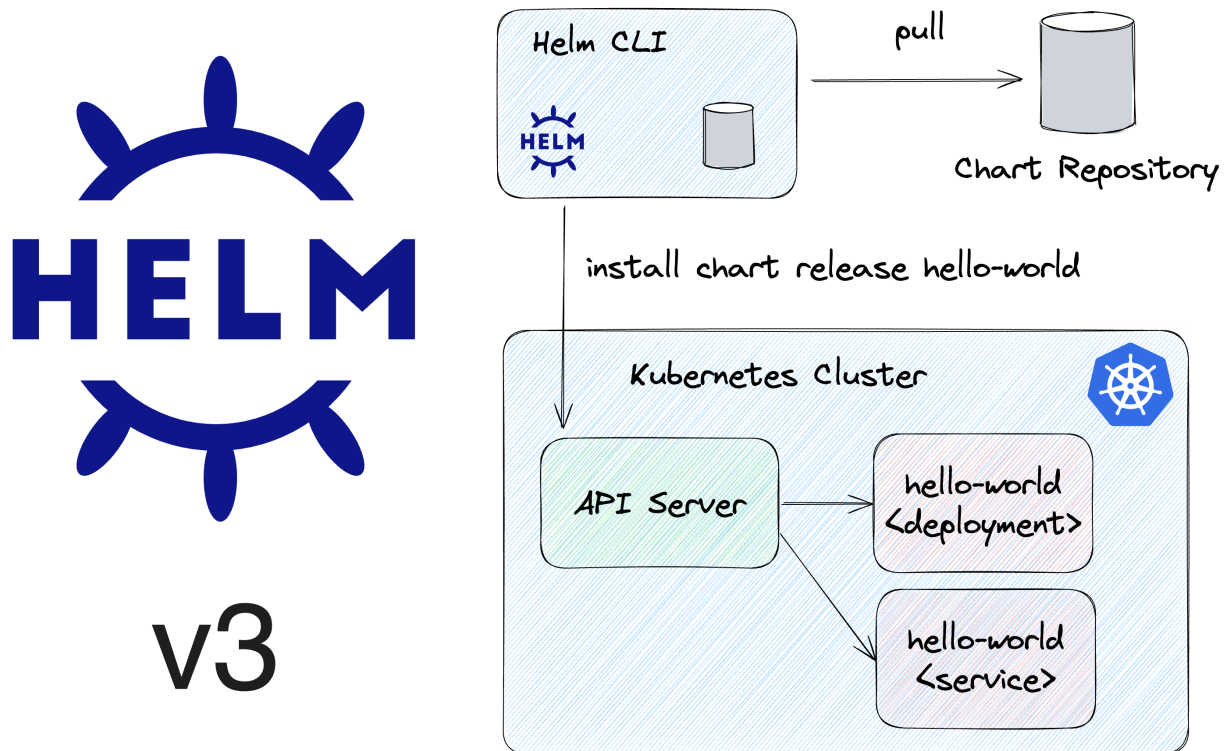 HELM
v3
Helm CLI
HELM
pull
Chart Repository
install chart release hello-world
Kubernetes Cluster
API Server
hello-world
<deployment>
hello-world
<service>